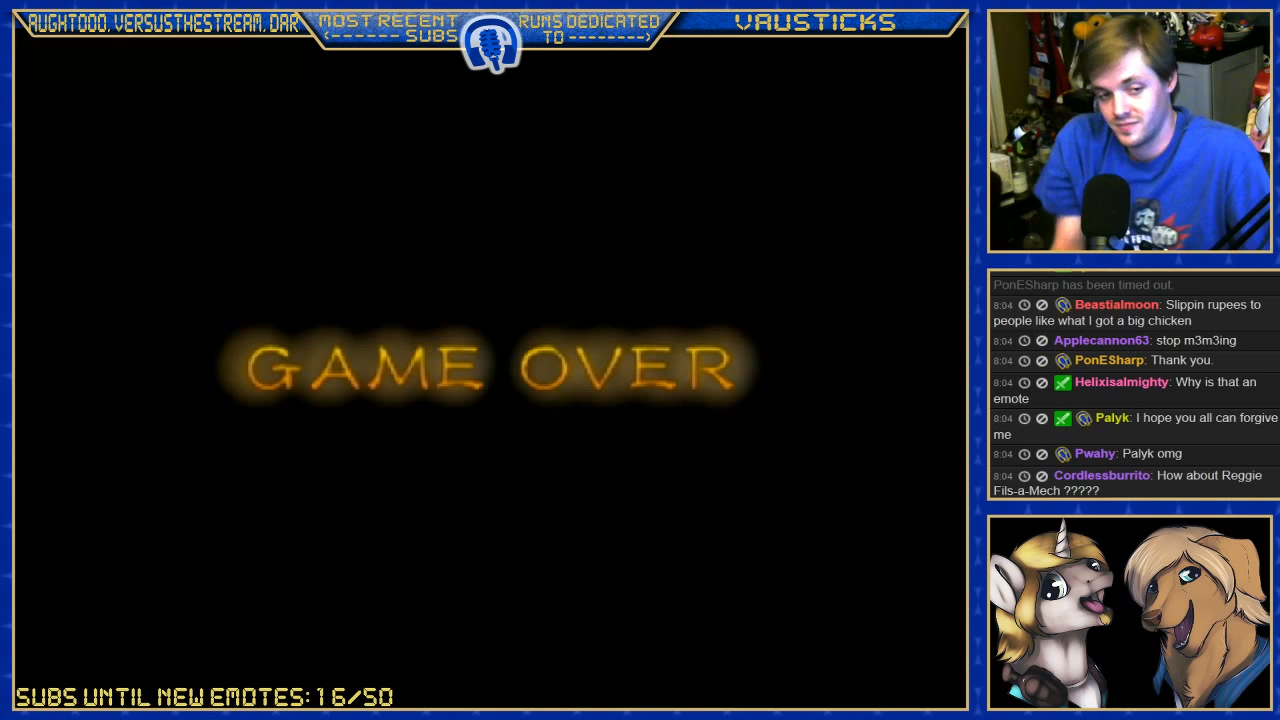 AUGHTOOO, VERSUSTHESTREAM, DAR
MOST RECENT
<------ SUBS
RUNS DEDICATED
TO -------->
VAUSTICKS
GAME OVER
SUBS UNTIL NEW EMOTES: 16/50
PonESharp has been timed out.
8:04 Beastialmoon: Slippin rupees to
people like what I got a big chicken
8:04 Applecannon63: stop m3m3ing
8:04 PonESharp: Thank you.
8:04 Helixisalmighty: Why is that an
emote
8:04 Palyk: I hope you all can forgive
me
8:04 Pwahy: Palyk omg
8:04 Cordlessburrito: How about Reggie
Fils-a-Mech ?????